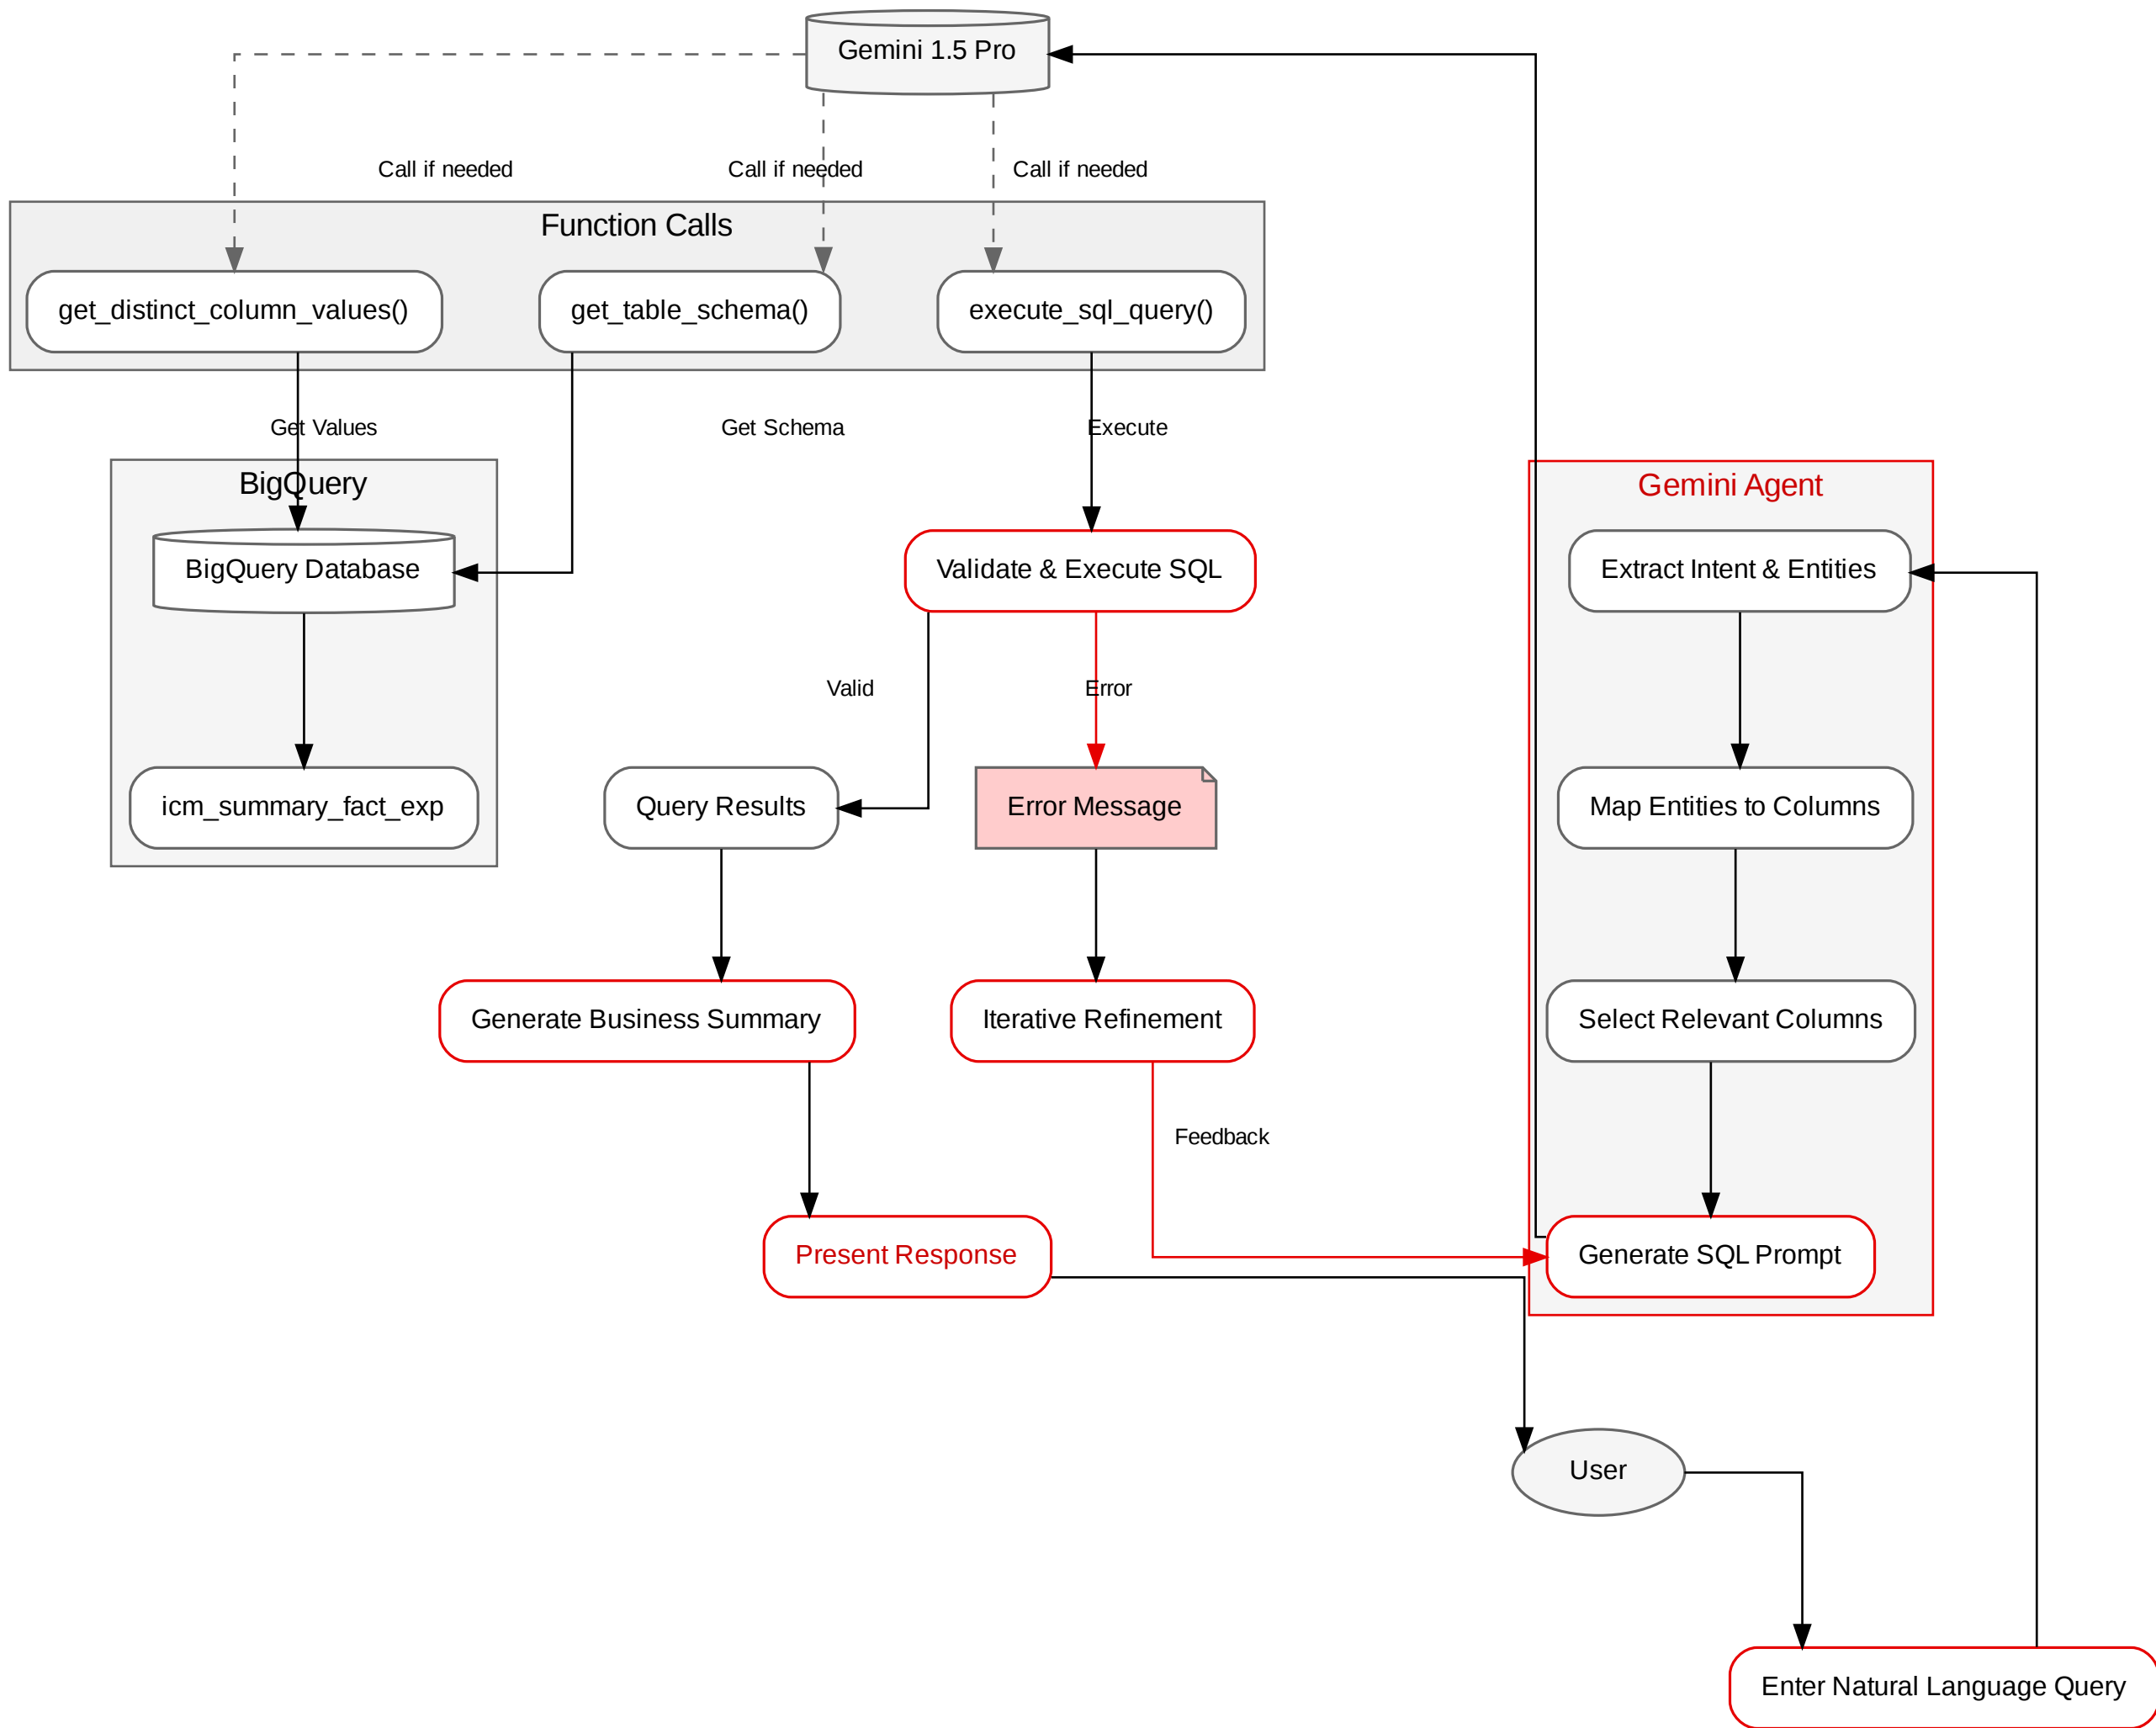 Gemini 1.5 Pro
Call if needed
Call if needed
Call if needed
Function Calls
get_distinct_column_values()
get_table_schema()
execute_sql_query()
Get Values
Get Schema
Execute
BigQuery
Gemini Agent
BigQuery Database
Validate & Execute SQL
Extract Intent & Entities
Valid
Error
icm_summary_fact_exp
Query Results
Error Message
Map Entities to Columns
Generate Business Summary
Iterative Refinement
Select Relevant Columns
Feedback
Present Response
Generate SQL Prompt
User
Enter Natural Language Query